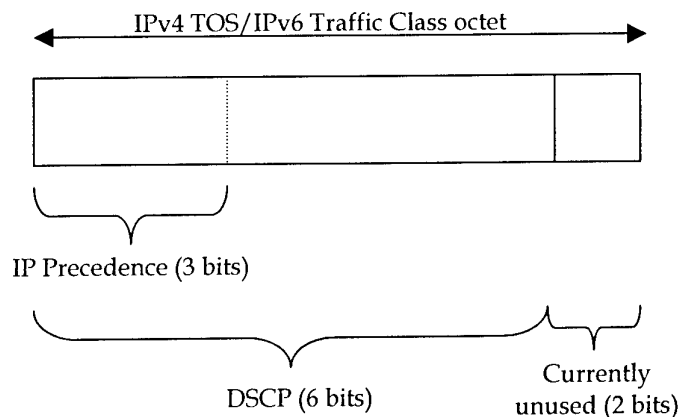 IPv4 TOS/IPv6 Traffic Class octet
IP Precedence (3 bits)
DSCP (6 bits)
Currently
unused (2 bits)